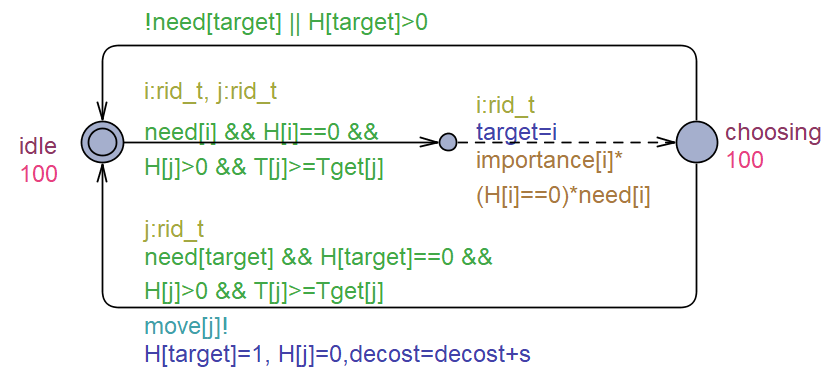 !need[target] || H[target]>0
i:rid_t, j:rid_t
need[i] && H[i]==0 &&
H[j]>0 && T[j]>=Tget[j]
i:rid_t
target=i
importance[i]*
(H[i]==0)*need[i]
idle
100
choosing
100
j:rid_t
need[target] && H[target]==0 &&
H[j]>0 && T[j]>=Tget[j]
move[j]!
H[target]=1, H[j]=0,decost=decost+s